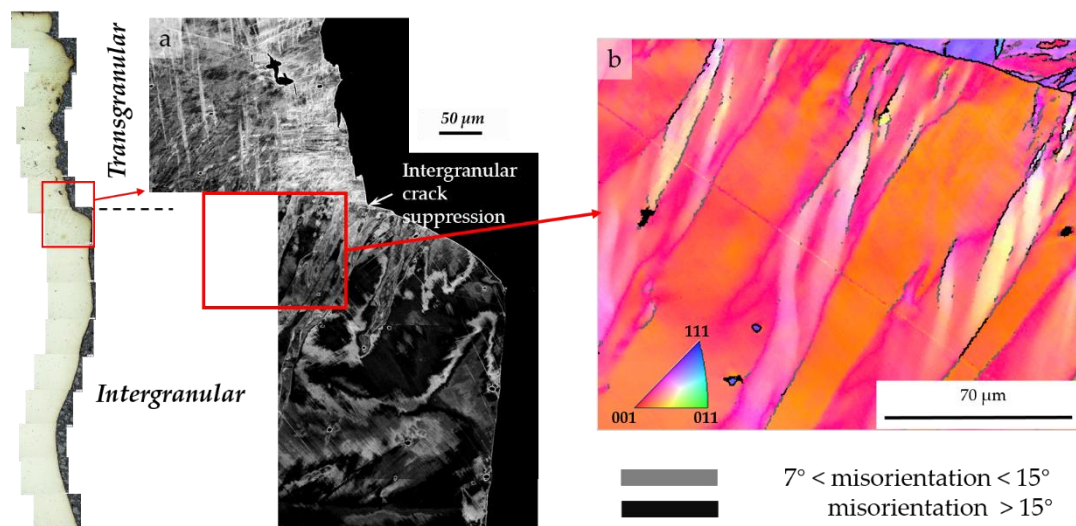 Transgranular
Intergranular
a
50 µm
Intergranular
crack
suppression
b
111
001
011
70 µm
7° < misorientation < 15°
misorientation > 15°